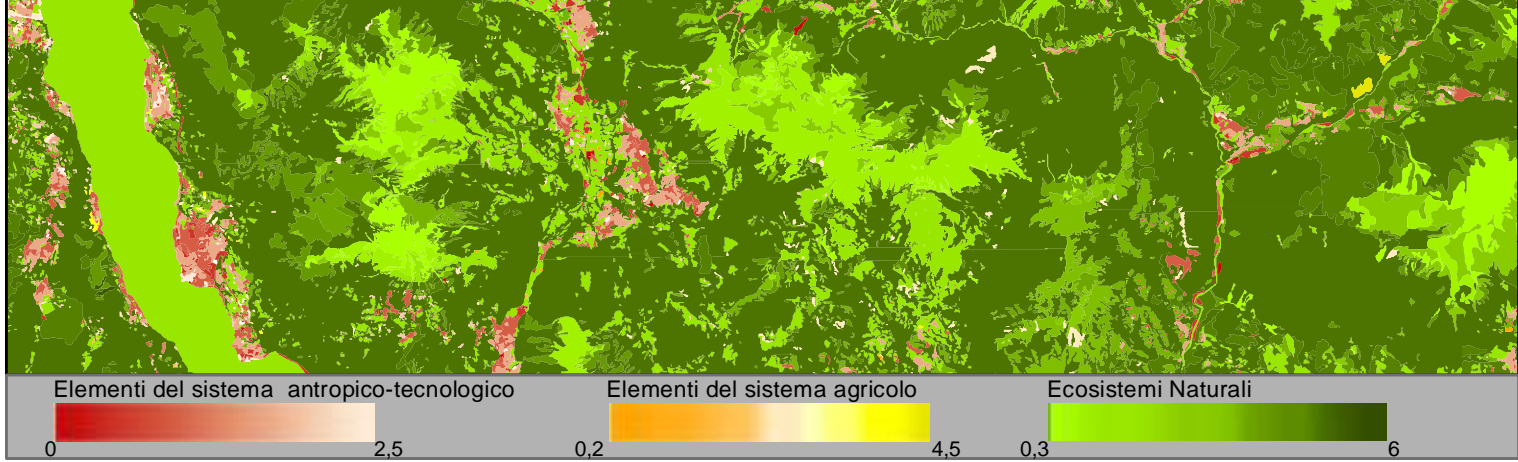 Elementi del sistema antropico-tecnologico
0 2,5
Elementi del sistema agricolo
0,2 4,5
Ecosistemi Naturali
0,3 6